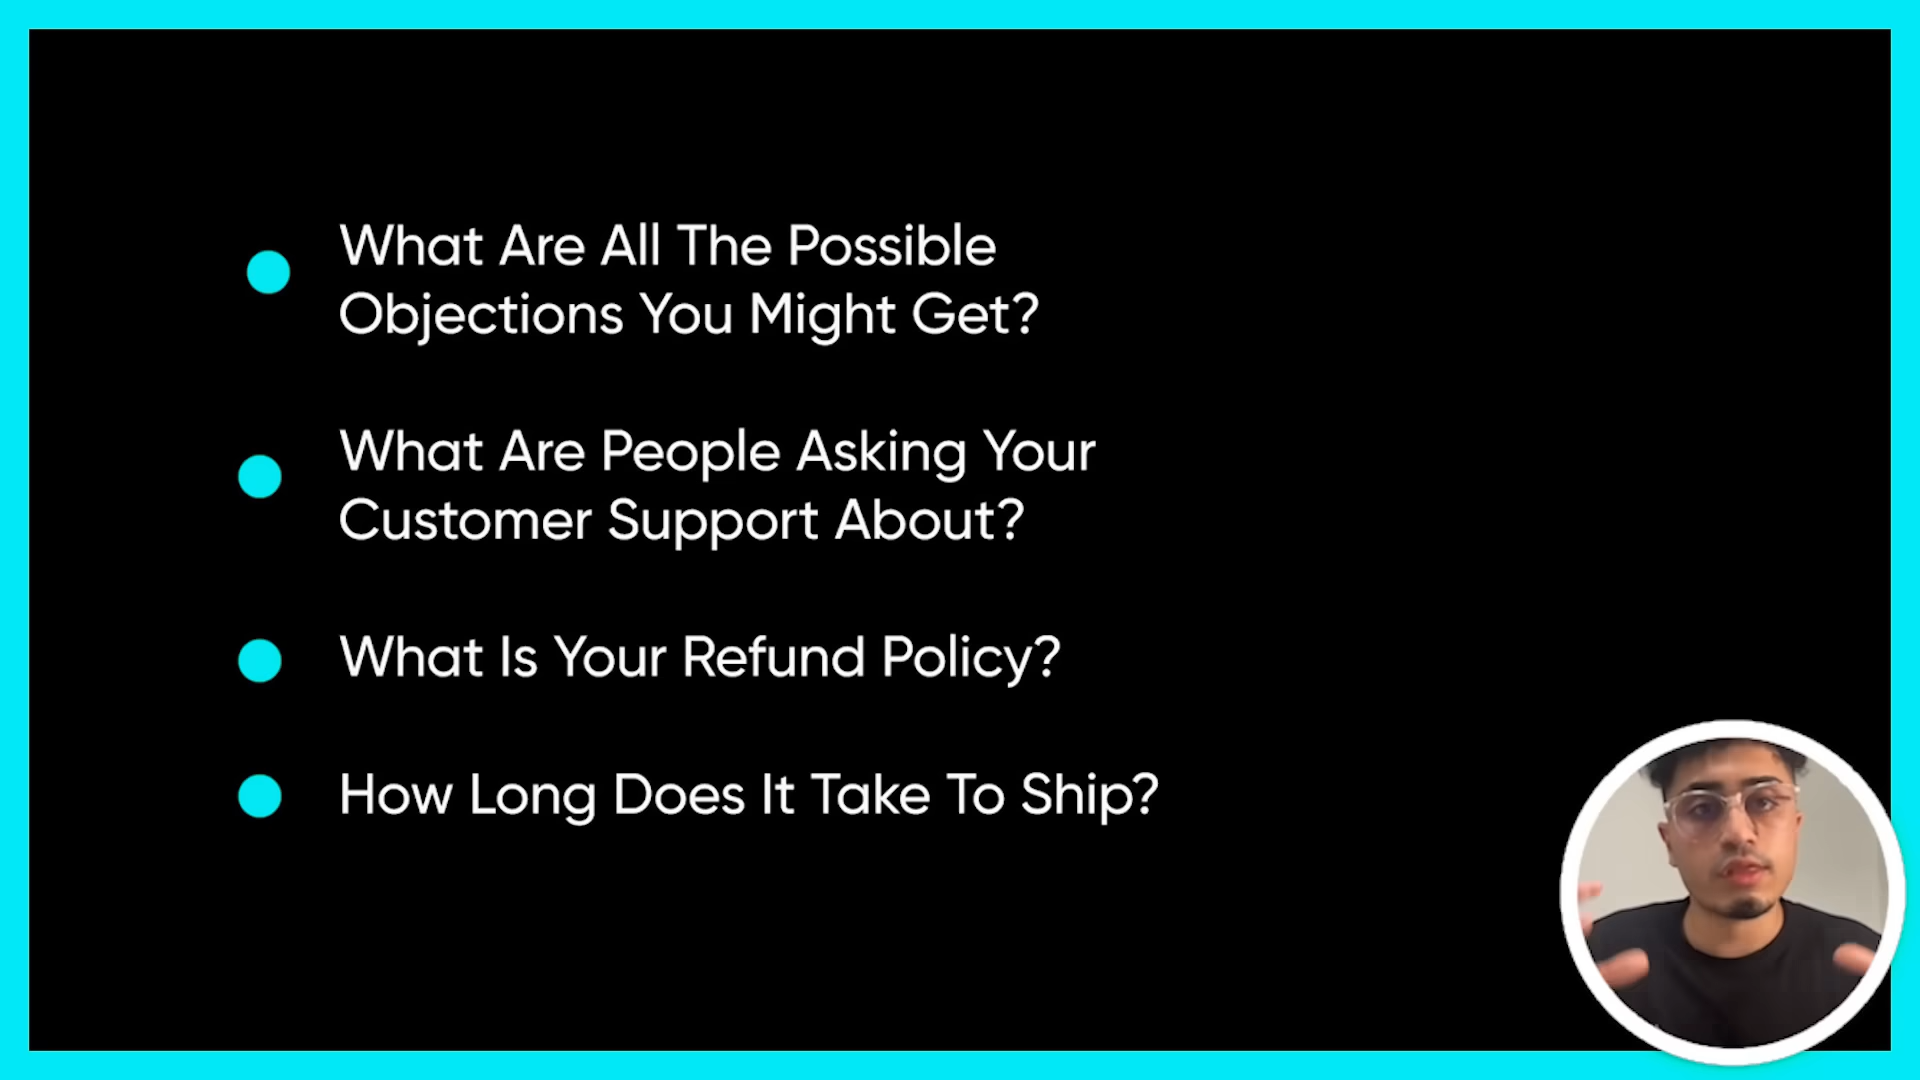 What Are All The Possible
Objections You Might Get?
What Are People Asking Your
Customer Support About?
What Is Your Refund Policy?
How Long Does It Take To Ship?